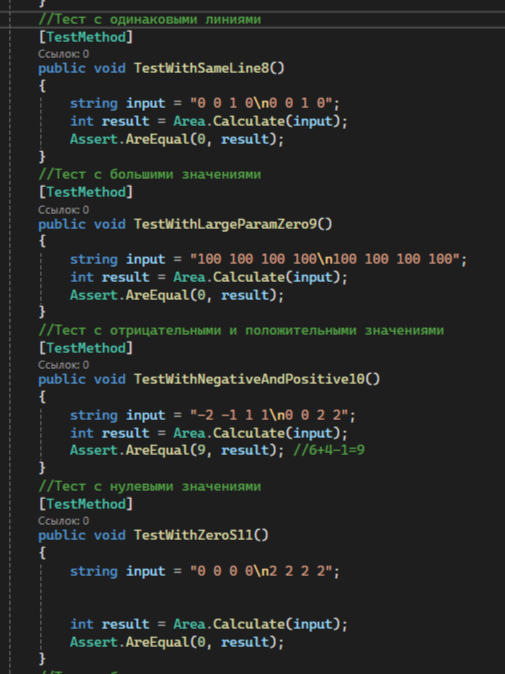 }
//Тест с одинаковыми линиями
[TestMethod]
Ссылок: 0
public void TestWithSameLine8()
{
string input = "0 0 1 0\n0 0 1 0";
int result = Area.Calculate(input);
Assert.AreEqual(0, result);
}
//Тест с большими значениями
[TestMethod]
Ссылок: 0
public void TestWithLargeParamZero9()
{
string input = "100 100 100 100\n100 100 100 100";
int result = Area.Calculate(input);
Assert.AreEqual(0, result);
}
//Тест с отрицательными и положительными значениями
[TestMethod]
Ссылок: 0
public void TestWithNegativeAndPositive10()
{
string input = "-2 -1 1 1\n0 0 2 2";
int result = Area.Calculate(input);
Assert.AreEqual(9, result); //6+4-1=9
}
//Тест с нулевыми значениями
[TestMethod]
Ссылок: 0
public void TestWithZeroS11()
{
string input = "0 0 0 0\n2 2 2 2";
int result = Area.Calculate(input);
Assert.AreEqual(0, result);
}